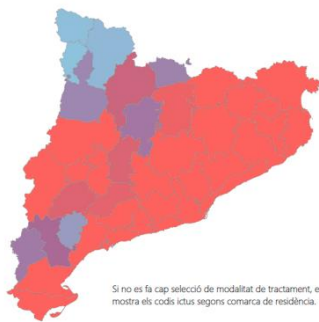 Si no es fa cap selecció de modalitat de tractament, e
mostra els codis ictus segons comarca de residència.